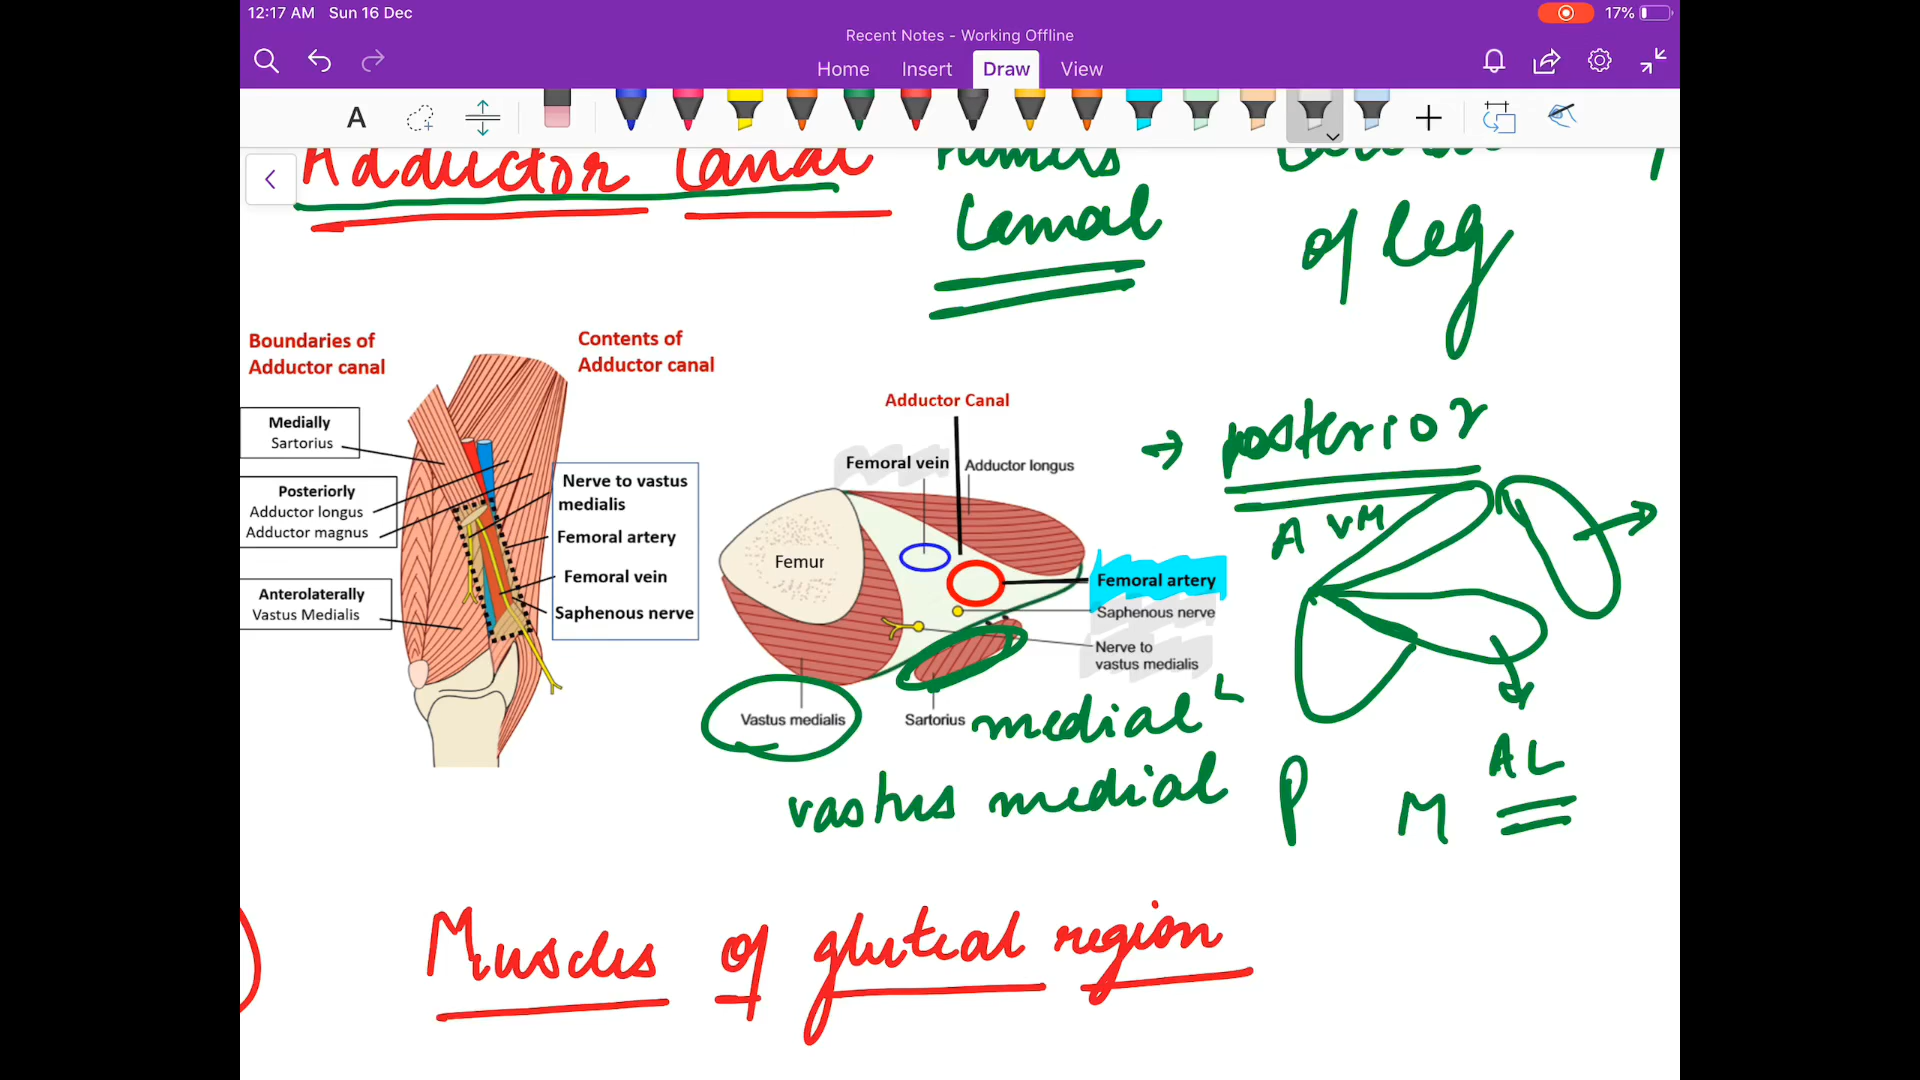 12:17 AM Sun 16 Dec
17%
Recent Notes - Working Offline
Home Insert Draw View
A
Adductor Canal
Canal
of leg
Boundaries of
Adductor canal
Contents of
Adductor canal
Medially
Sartorius
Posteriorly
Adductor longus
Adductor magnus
Anterolaterally
Vastus Medialis
Nerve to vastus
medialis
Femoral artery
Femoral vein
Saphenous nerve
Adductor Canal
Femoral vein
Adductor longus
Femur
Femoral artery
Saphenous nerve
Nerve to
vastus medialis
Vastus medialis
Sartorius
→ posterior
A VM
medial L
vastus medial
P M AL
Muscles of gluteal region